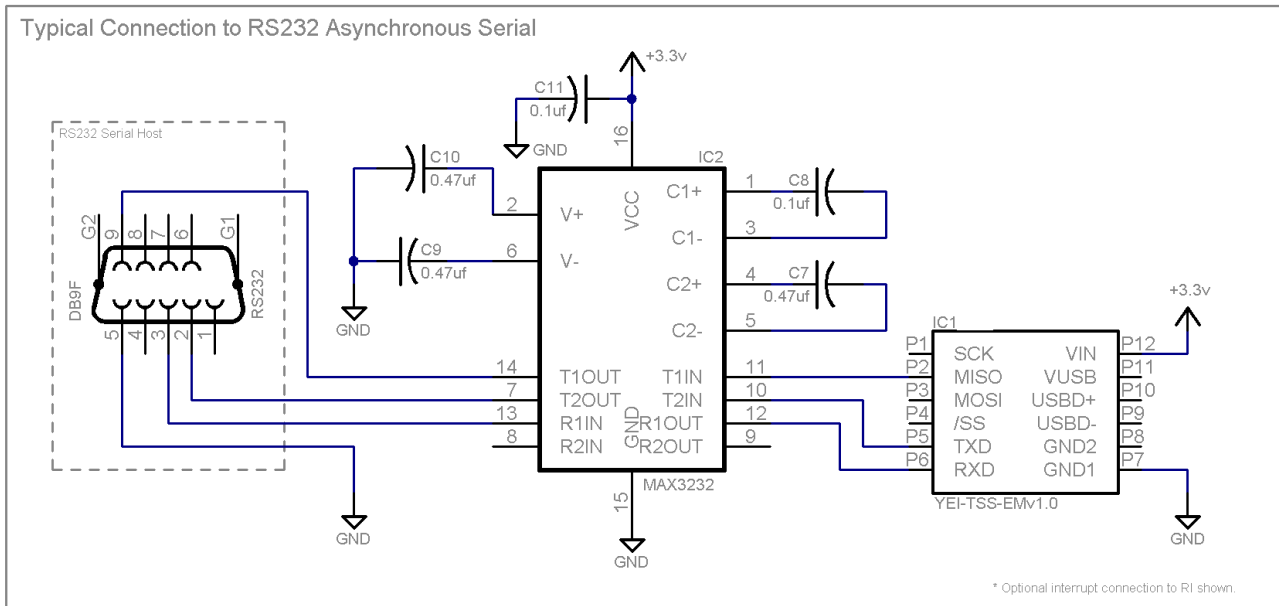 Typical Connection to RS232 Asynchronous Serial
+3.3v
C11
0.1uf
GND
16
RS232 Serial Host
C10
0.47uf
IC2
2
V+
VCC
C1+
1
C8
0.1uf
C1-
3
G2
9
8
7
6
G1
C9
0.47uf
6
V-
C2+
4
C7
0.47uf
C2-
5
DB9F
RS232
5
4
3
2
1
GND
+3.3v
IC1
P1
SCK
VIN
P12
14
T1OUT
T1IN
11
P2
MISO
VUSB
P11
7
T2OUT
T2IN
10
P3
MOSI
USBD+
P10
13
R1IN
GND
R1OUT
12
P4
/SS
USBD-
P9
8
R2IN
R2OUT
9
P5
TXD
GND2
P8
P6
RXD
GND1
P7
MAX3232
15
YEI-TSS-EMv1.0
GND
GND
GND
* Optional interrupt connection to RI shown.